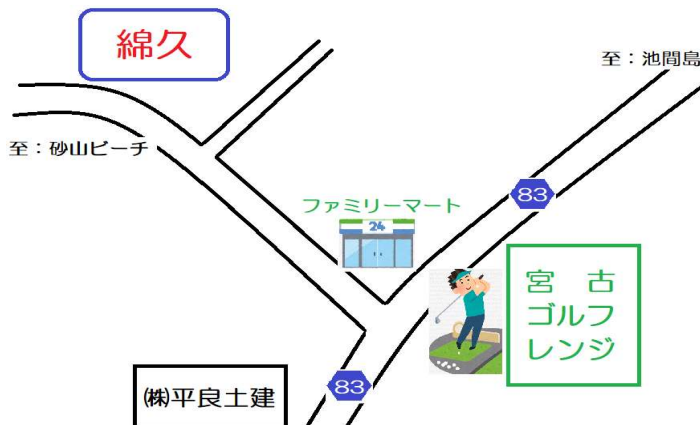 綿久
至：池間島
至：砂山ビーチ
83
ファミリーマート
24
宮 古
ゴルフ
レンジ
㈱平良土建
83